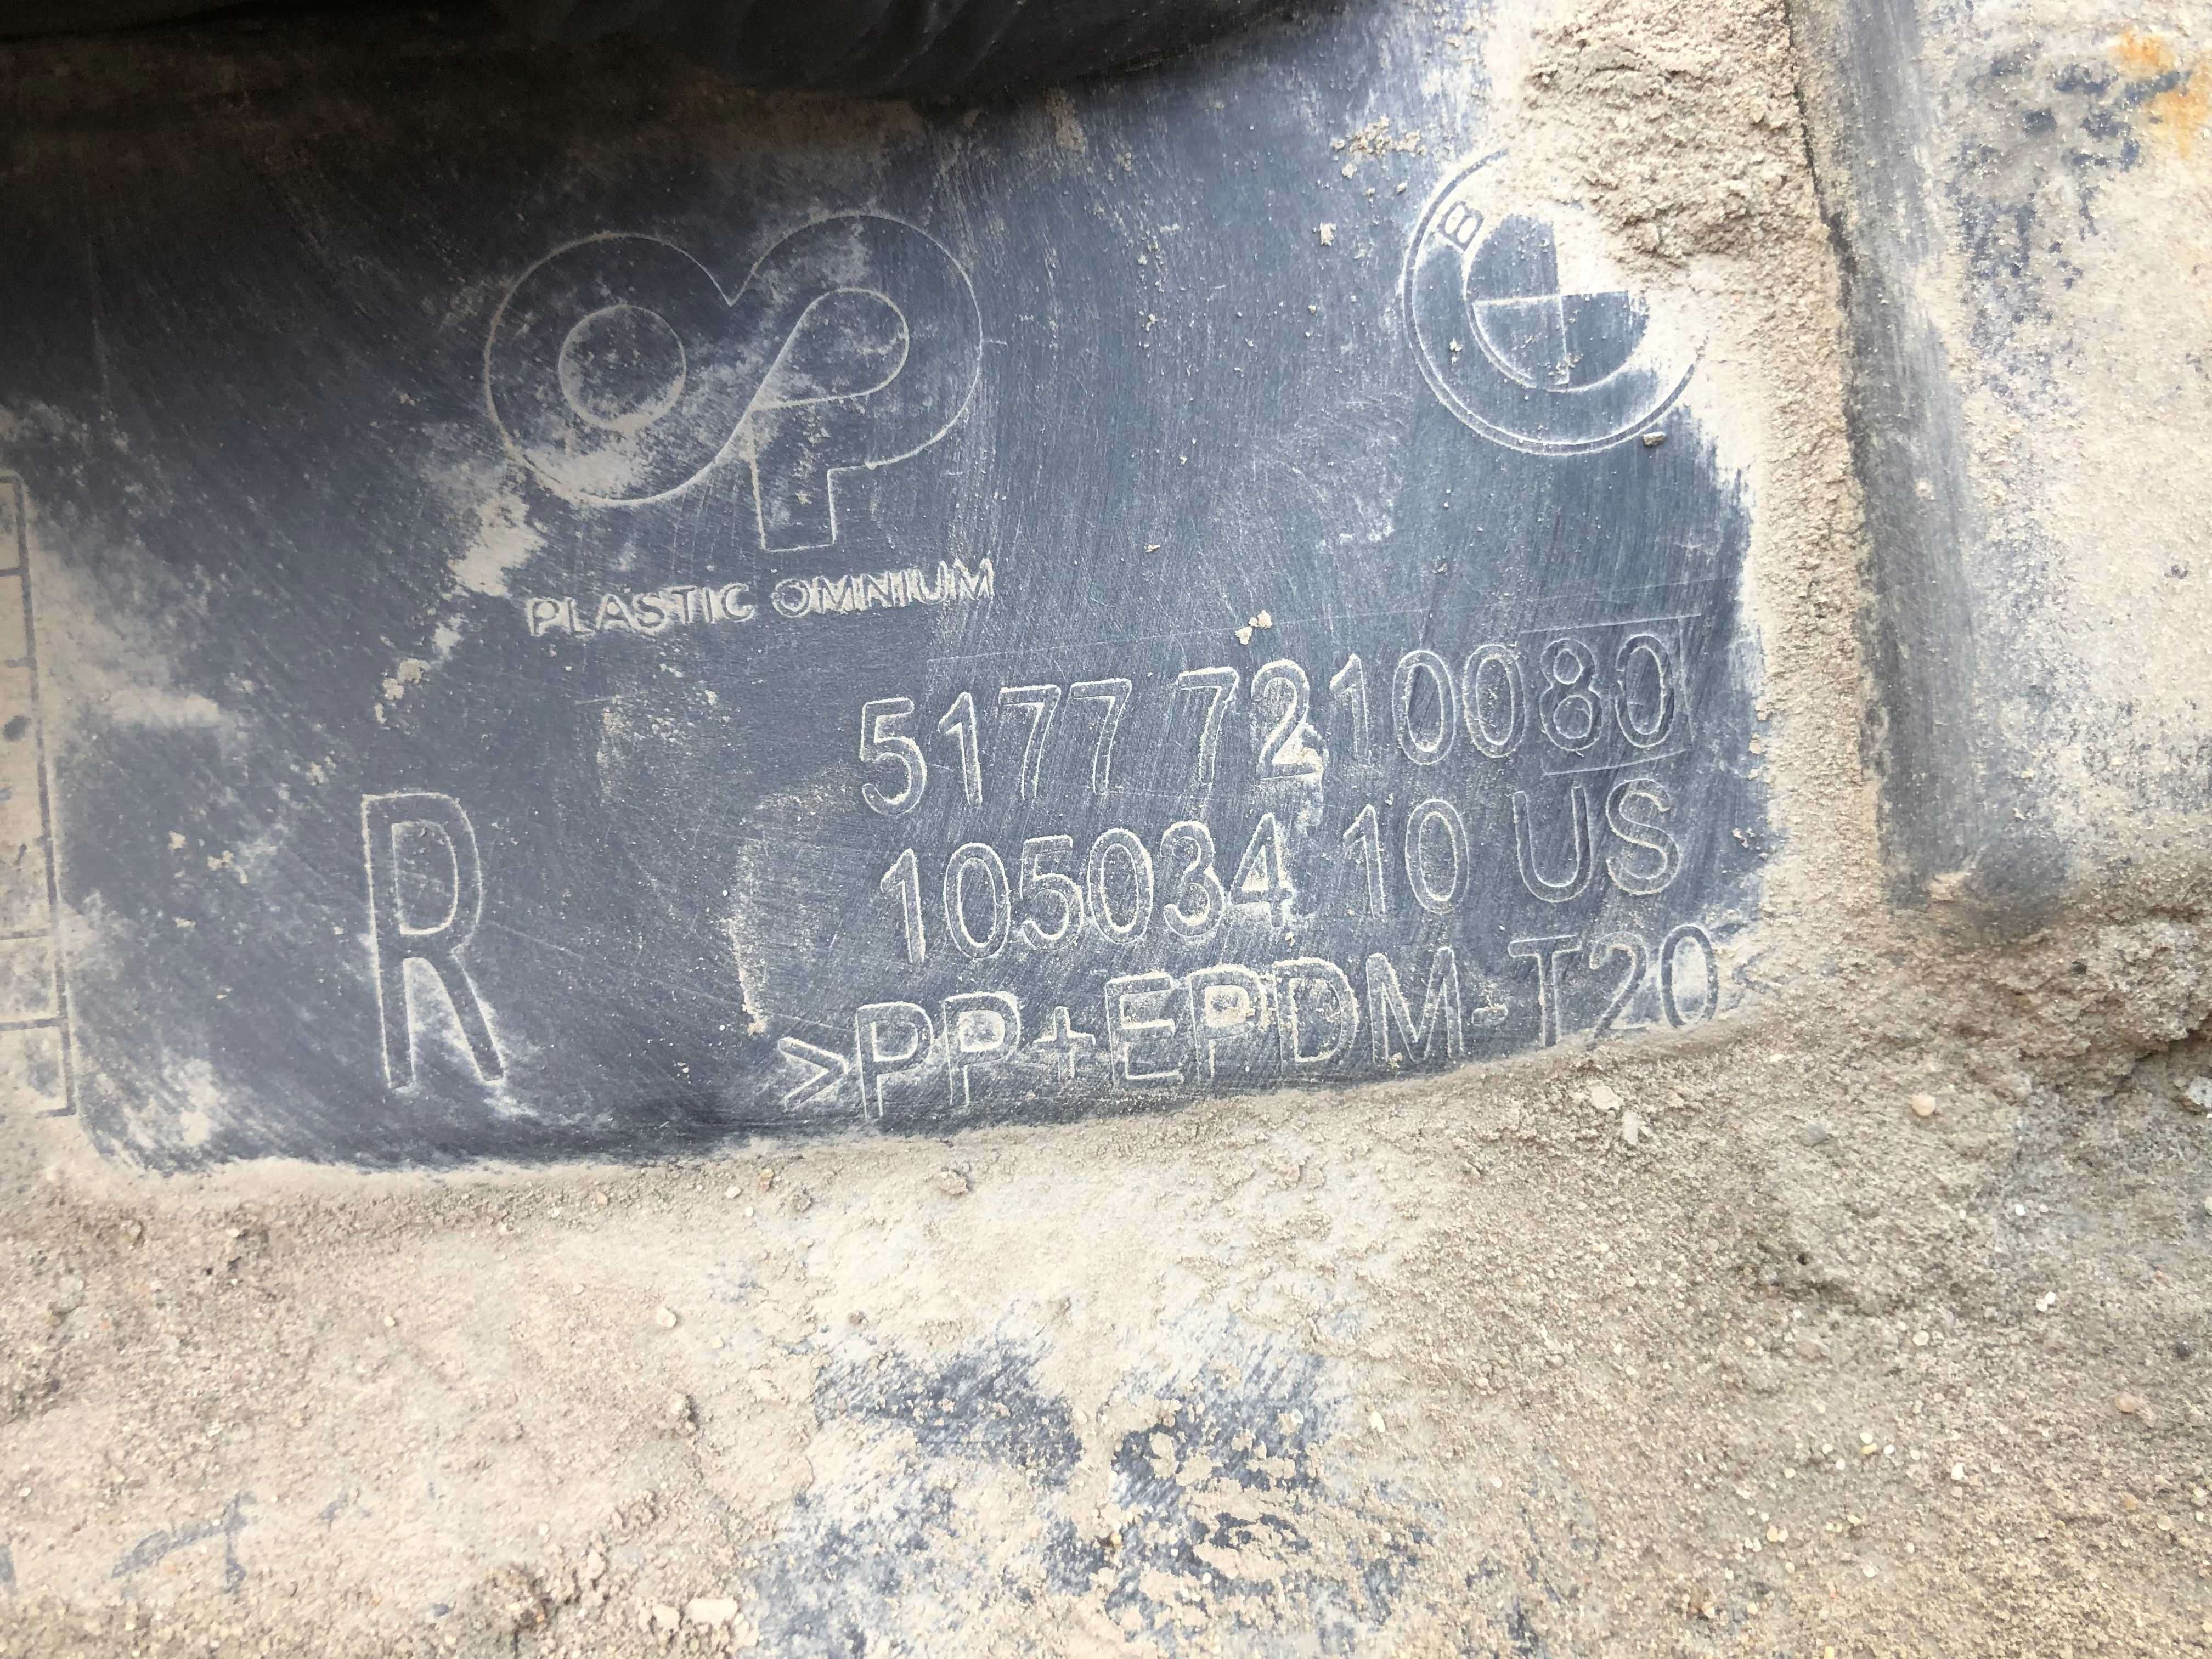 B
PLASTIC OMNIUM
5177 7210080
105034 10 US
R
>PP+EPDM-T20<